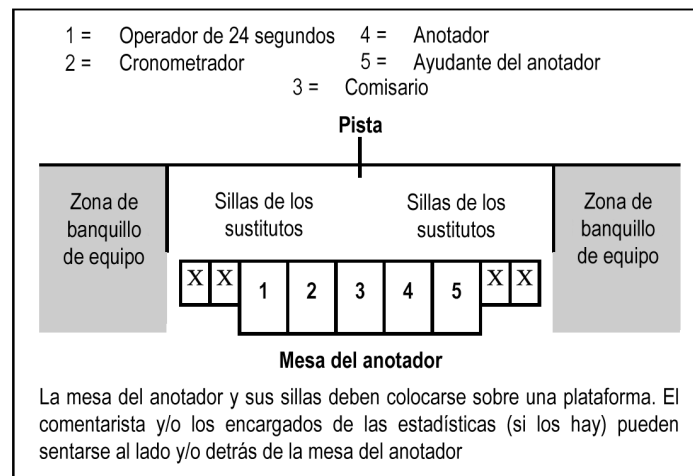 1 = Operador de 24 segundos 4 = Anotador
2 = Cronometrador 5 = Ayudante del anotador
3 = Comisario
Pista
Zona de banquillo de equipo
Sillas de los sustitutos
Sillas de los sustitutos
Zona de banquillo de equipo
X X 1 2 3 4 5 X X
Mesa del anotador
La mesa del anotador y sus sillas deben colocarse sobre una plataforma. El
comentarista y/o los encargados de las estadísticas (si los hay) pueden
sentarse al lado y/o detrás de la mesa del anotador